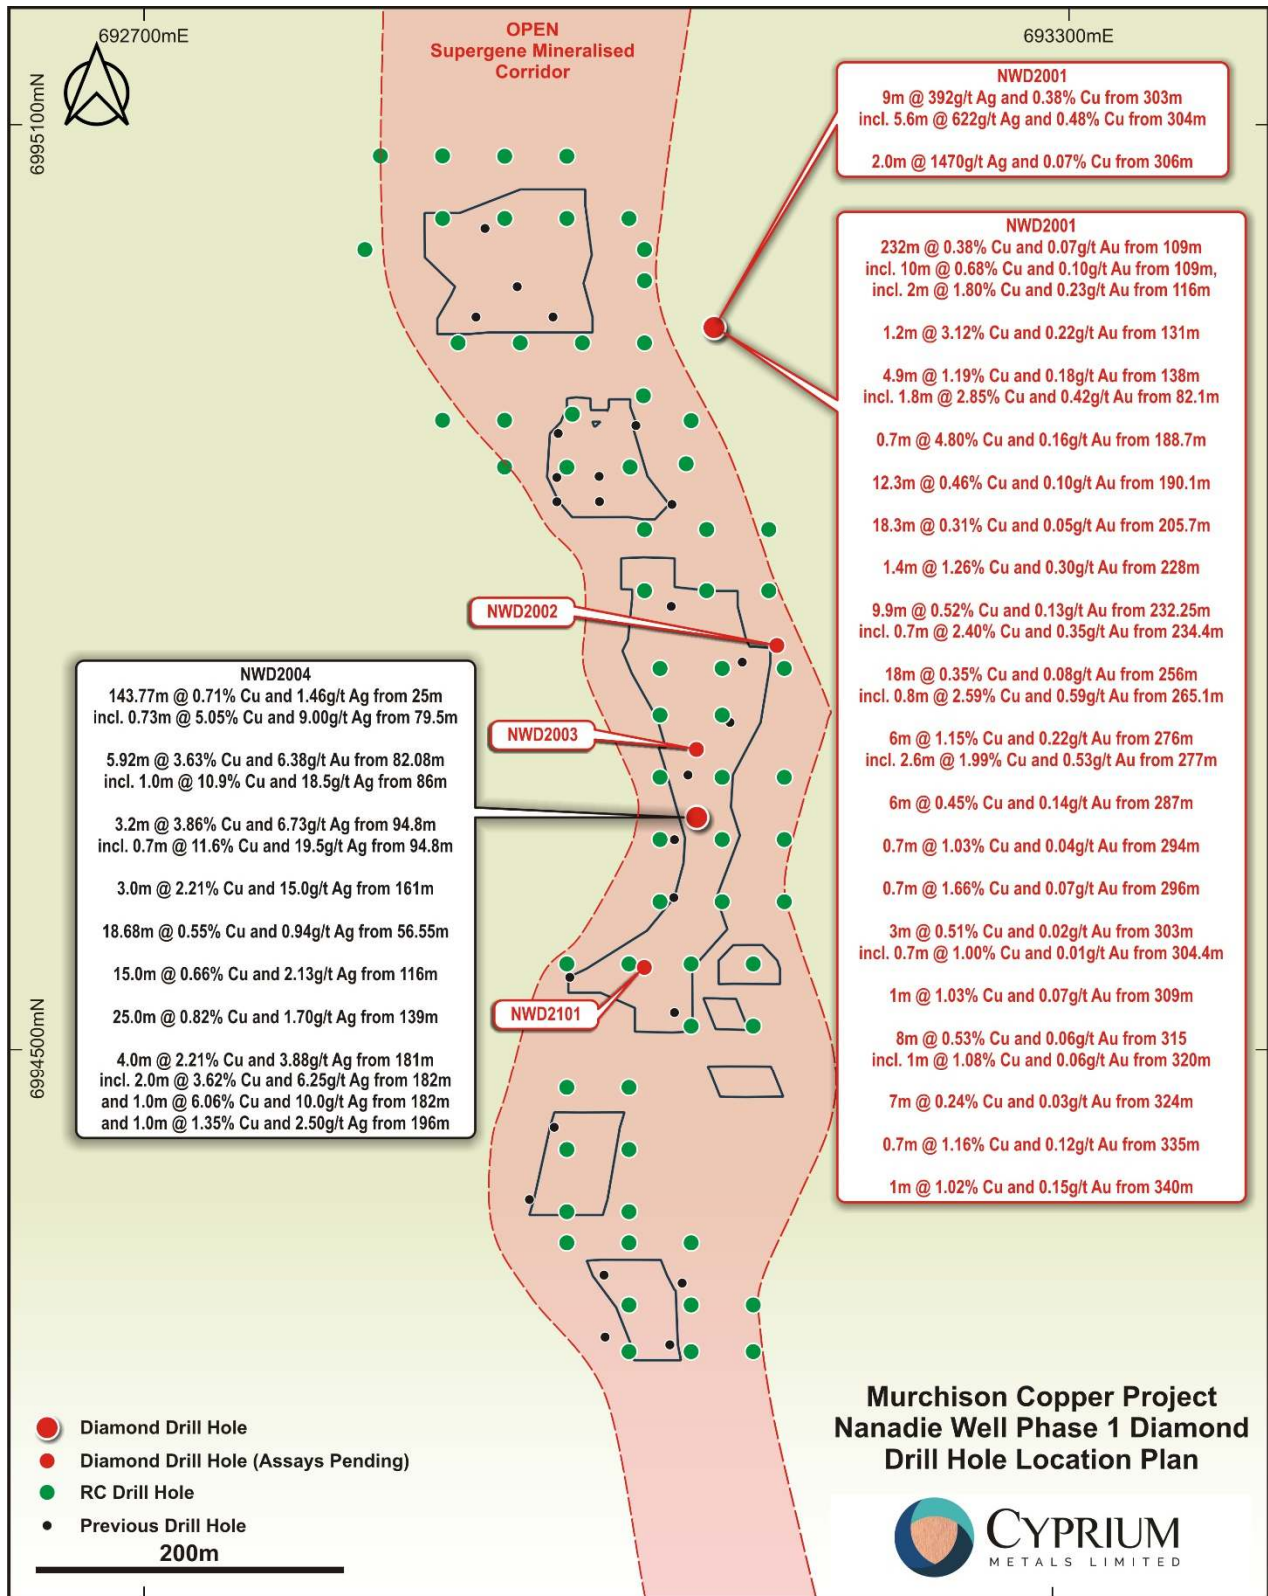 692700mE
693300mE
OPEN
Supergene Mineralised
Corridor
6995100mN
NWD2001
9m @ 392g/t Ag and 0.38% Cu from 303m
incl. 5.6m @ 622g/t Ag and 0.48% Cu from 304m
2.0m @ 1470g/t Ag and 0.07% Cu from 306m
NWD2001
232m @ 0.38% Cu and 0.07g/t Au from 109m
incl. 10m @ 0.68% Cu and 0.10g/t Au from 109m,
incl. 2m @ 1.80% Cu and 0.23g/t Au from 116m
1.2m @ 3.12% Cu and 0.22g/t Au from 131m
4.9m @ 1.19% Cu and 0.18g/t Au from 138m
incl. 1.8m @ 2.85% Cu and 0.42g/t Au from 82.1m
0.7m @ 4.80% Cu and 0.16g/t Au from 188.7m
12.3m @ 0.46% Cu and 0.10g/t Au from 190.1m
18.3m @ 0.31% Cu and 0.05g/t Au from 205.7m
1.4m @ 1.26% Cu and 0.30g/t Au from 228m
9.9m @ 0.52% Cu and 0.13g/t Au from 232.25m
incl. 0.7m @ 2.40% Cu and 0.35g/t Au from 234.4m
18m @ 0.35% Cu and 0.08g/t Au from 256m
incl. 0.8m @ 2.59% Cu and 0.59g/t Au from 265.1m
6m @ 1.15% Cu and 0.22g/t Au from 276m
incl. 2.6m @ 1.99% Cu and 0.53g/t Au from 277m
6m @ 0.45% Cu and 0.14g/t Au from 287m
0.7m @ 1.03% Cu and 0.04g/t Au from 294m
0.7m @ 1.66% Cu and 0.07g/t Au from 296m
3m @ 0.51% Cu and 0.02g/t Au from 303m
incl. 0.7m @ 1.00% Cu and 0.01g/t Au from 304.4m
1m @ 1.03% Cu and 0.07g/t Au from 309m
8m @ 0.53% Cu and 0.06g/t Au from 315
incl. 1m @ 1.08% Cu and 0.06g/t Au from 320m
7m @ 0.24% Cu and 0.03g/t Au from 324m
0.7m @ 1.16% Cu and 0.12g/t Au from 335m
1m @ 1.02% Cu and 0.15g/t Au from 340m
NWD2002
NWD2003
NWD2004
143.77m @ 0.71% Cu and 1.46g/t Ag from 25m
incl. 0.73m @ 5.05% Cu and 9.00g/t Ag from 79.5m
5.92m @ 3.63% Cu and 6.38g/t Au from 82.08m
incl. 1.0m @ 10.9% Cu and 18.5g/t Ag from 86m
3.2m @ 3.86% Cu and 6.73g/t Ag from 94.8m
incl. 0.7m @ 11.6% Cu and 19.5g/t Ag from 94.8m
3.0m @ 2.21% Cu and 15.0g/t Ag from 161m
18.68m @ 0.55% Cu and 0.94g/t Ag from 56.55m
15.0m @ 0.66% Cu and 2.13g/t Ag from 116m
25.0m @ 0.82% Cu and 1.70g/t Ag from 139m
4.0m @ 2.21% Cu and 3.88g/t Ag from 181m
incl. 2.0m @ 3.62% Cu and 6.25g/t Ag from 182m
and 1.0m @ 6.06% Cu and 10.0g/t Ag from 182m
and 1.0m @ 1.35% Cu and 2.50g/t Ag from 196m
NWD2101
6994500mN
Diamond Drill Hole
Diamond Drill Hole (Assays Pending)
RC Drill Hole
Previous Drill Hole
200m
Murchison Copper Project
Nanadie Well Phase 1 Diamond
Drill Hole Location Plan
CYPRIUM
METALS LIMITED